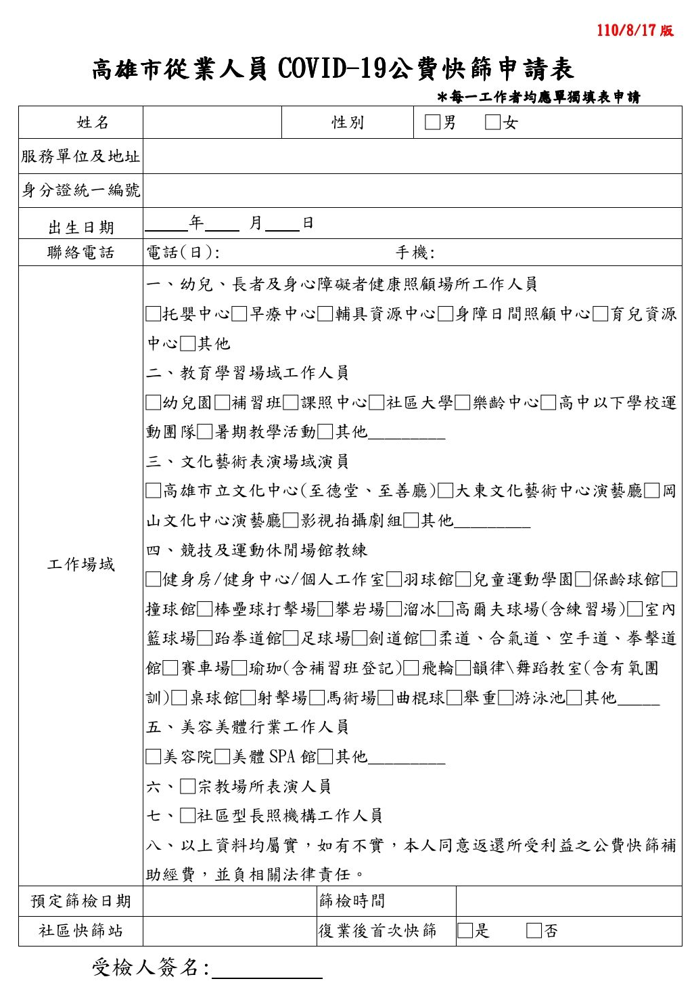 110/8/17 版
高雄市從業人員 COVID-19公費快篩申請表
＊每一工作者均應單獨填表申請
姓名 性別 □男 □女
服務單位及地址
身分證統一編號
出生日期 _____年____ 月____日
聯絡電話 電話(日): 手機:
工作場域
一、幼兒、長者及身心障礙者健康照顧場所工作人員
□托嬰中心□早療中心□輔具資源中心□身障日間照顧中心□育兒資源
中心□其他
二、教育學習場域工作人員
□幼兒園□補習班□課照中心□社區大學□樂齡中心□高中以下學校運
動團隊□暑期教學活動□其他_________
三、文化藝術表演場域演員
□高雄市立文化中心(至德堂、至善廳)□大東文化藝術中心演藝廳□岡
山文化中心演藝廳□影視拍攝劇組□其他_________
四、競技及運動休閒場館教練
□健身房/健身中心/個人工作室□羽球館□兒童運動學園□保齡球館□
撞球館□棒壘球打擊場□攀岩場□溜冰□高爾夫球場(含練習場)□室內
籃球場□跆拳道館□足球場□劍道館□柔道、合氣道、空手道、拳擊道
館□賽車場□瑜珈(含補習班登記)□飛輪□韻律\舞蹈教室(含有氧團
訓)□桌球館□射擊場□馬術場□曲棍球□舉重□游泳池□其他_____
五、美容美體行業工作人員
□美容院□美體 SPA 館□其他_________
六、□宗教場所表演人員
七、□社區型長照機構工作人員
八、以上資料均屬實，如有不實，本人同意返還所受利益之公費快篩補
助經費，並負相關法律責任。
預定篩檢日期 篩檢時間
社區快篩站 復業後首次快篩 □是 □否
受檢人簽名:__________